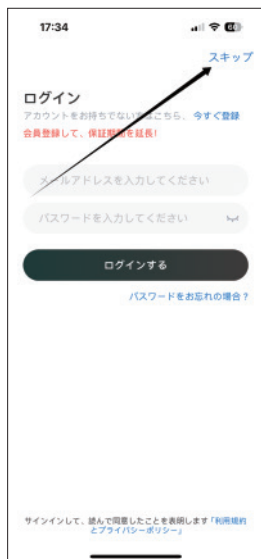 17:34
60
スキップ
ログイン
アカウントをお持ちでない方はこちら、今すぐ登録
会員登録して、保証期間を延長!
メールアドレスを入力してください
パスワードを入力してください
ログインする
パスワードをお忘れの場合?
サインインして、読んで同意したことを表明します「利用規約
とプライバシーポリシー」